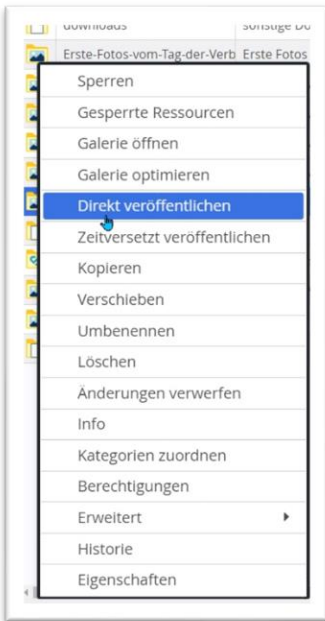 downloads sonstige Do
Erste-Fotos-vom-Tag-der-Verb Erste Fotos
Sperren
Gesperrte Ressourcen
Galerie öffnen
Galerie optimieren
Direkt veröffentlichen
Zeitversetzt veröffentlichen
Kopieren
Verschieben
Umbenennen
Löschen
Änderungen verwerfen
Info
Kategorien zuordnen
Berechtigungen
Erweitert
Historie
Eigenschaften